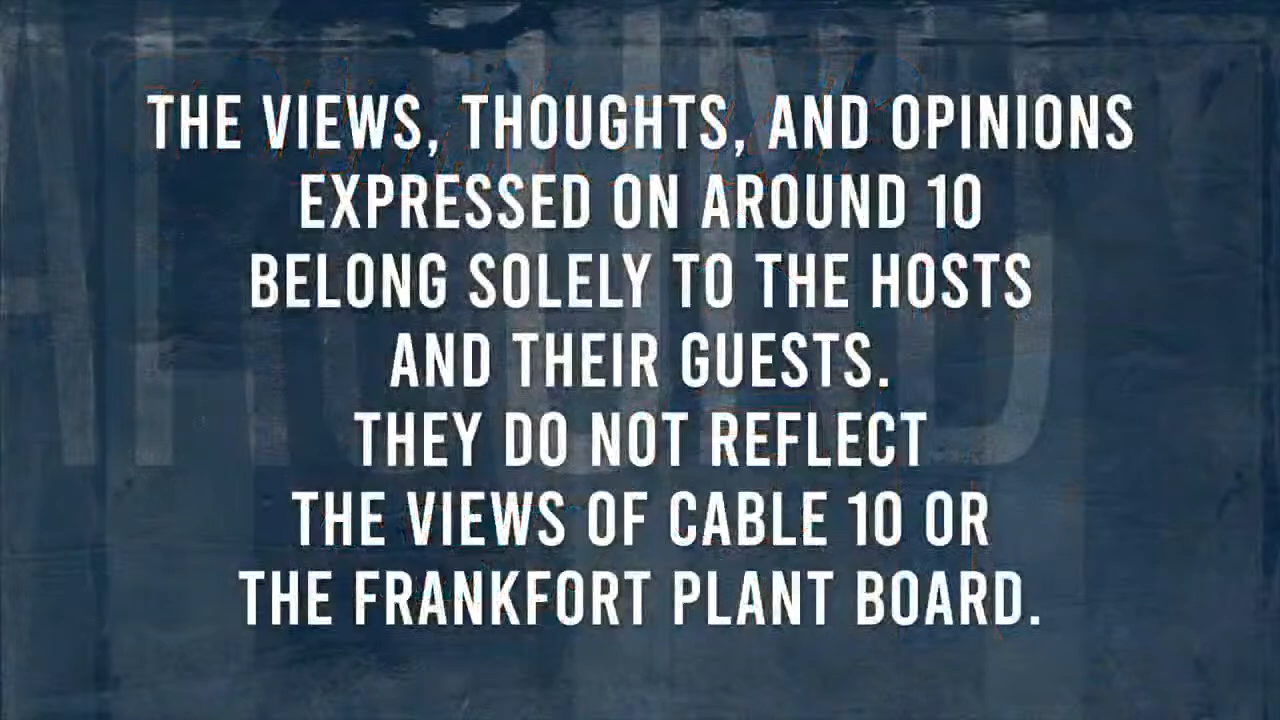 THE VIEWS, THOUGHTS, AND OPINIONS
EXPRESSED ON AROUND 10
BELONG SOLELY TO THE HOSTS
AND THEIR GUESTS.
THEY DO NOT REFLECT
THE VIEWS OF CABLE 10 OR
THE FRANKFORT PLANT BOARD.